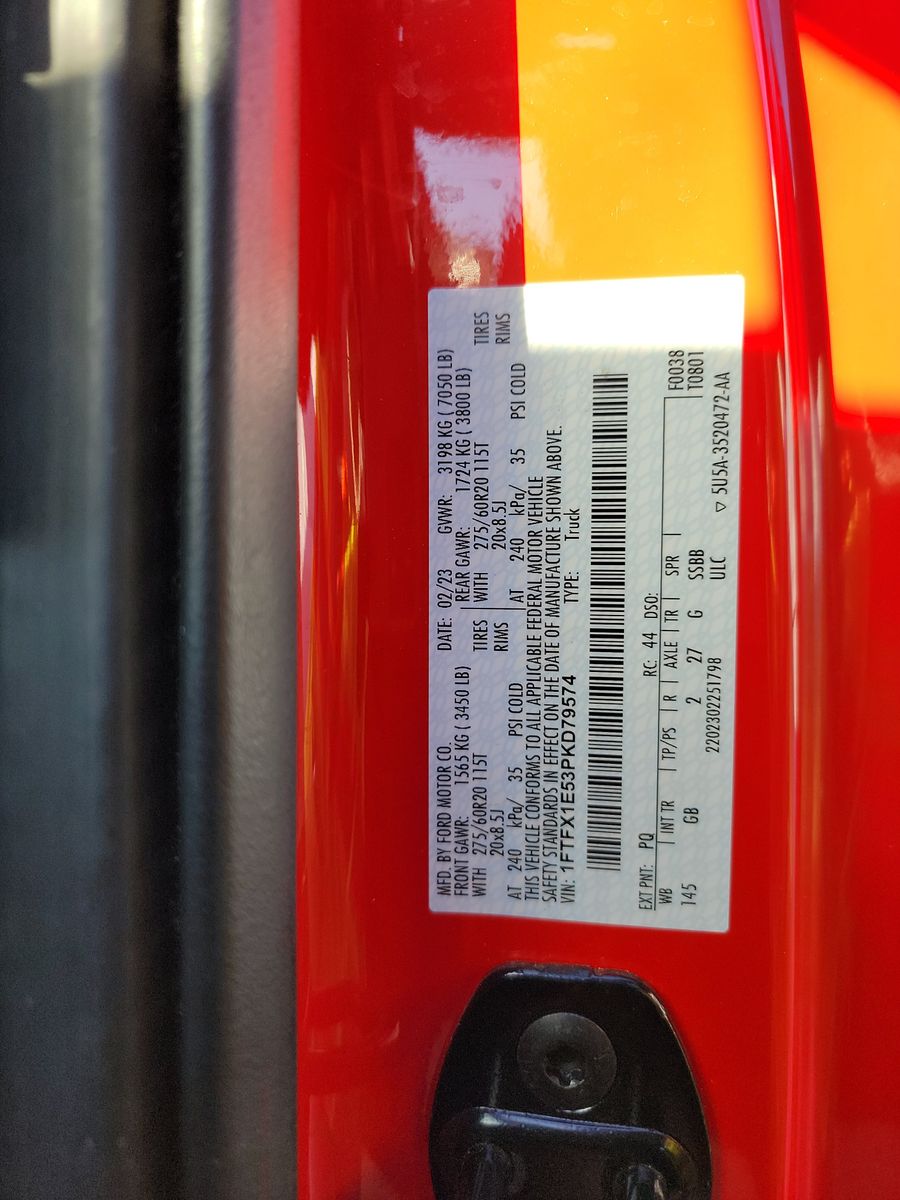 MFD. BY FORD MOTOR CO. DATE: 02/23 GVWR: 3198 KG ( 7050 LB)
FRONT GAWR: 1565 KG ( 3450 LB) REAR GAWR: 1724 KG ( 3800 LB)
WITH 275/60R20 115T TIRES WITH 275/60R20 115T TIRES
20x8.5J RIMS 20x8.5J RIMS
AT 240 kPa/ 35 PSI COLD AT 240 kPa/ 35 PSI COLD
THIS VEHICLE CONFORMS TO ALL APPLICABLE FEDERAL MOTOR VEHICLE
SAFETY STANDARDS IN EFFECT ON THE DATE OF MANUFACTURE SHOWN ABOVE.
VIN: 1FTFX1E53PKD79574 TYPE: Truck
EXT PNT: PQ RC: 44 DSO: F0038
WB INT TR TP/PS R AXLE TR SPR T0801
145 GB 2 27 G SSBB
2202302251798 ULC ▽ 5U5A-3520472-AA